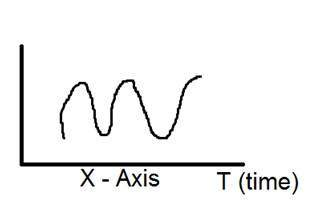 X - Axis
T (time)